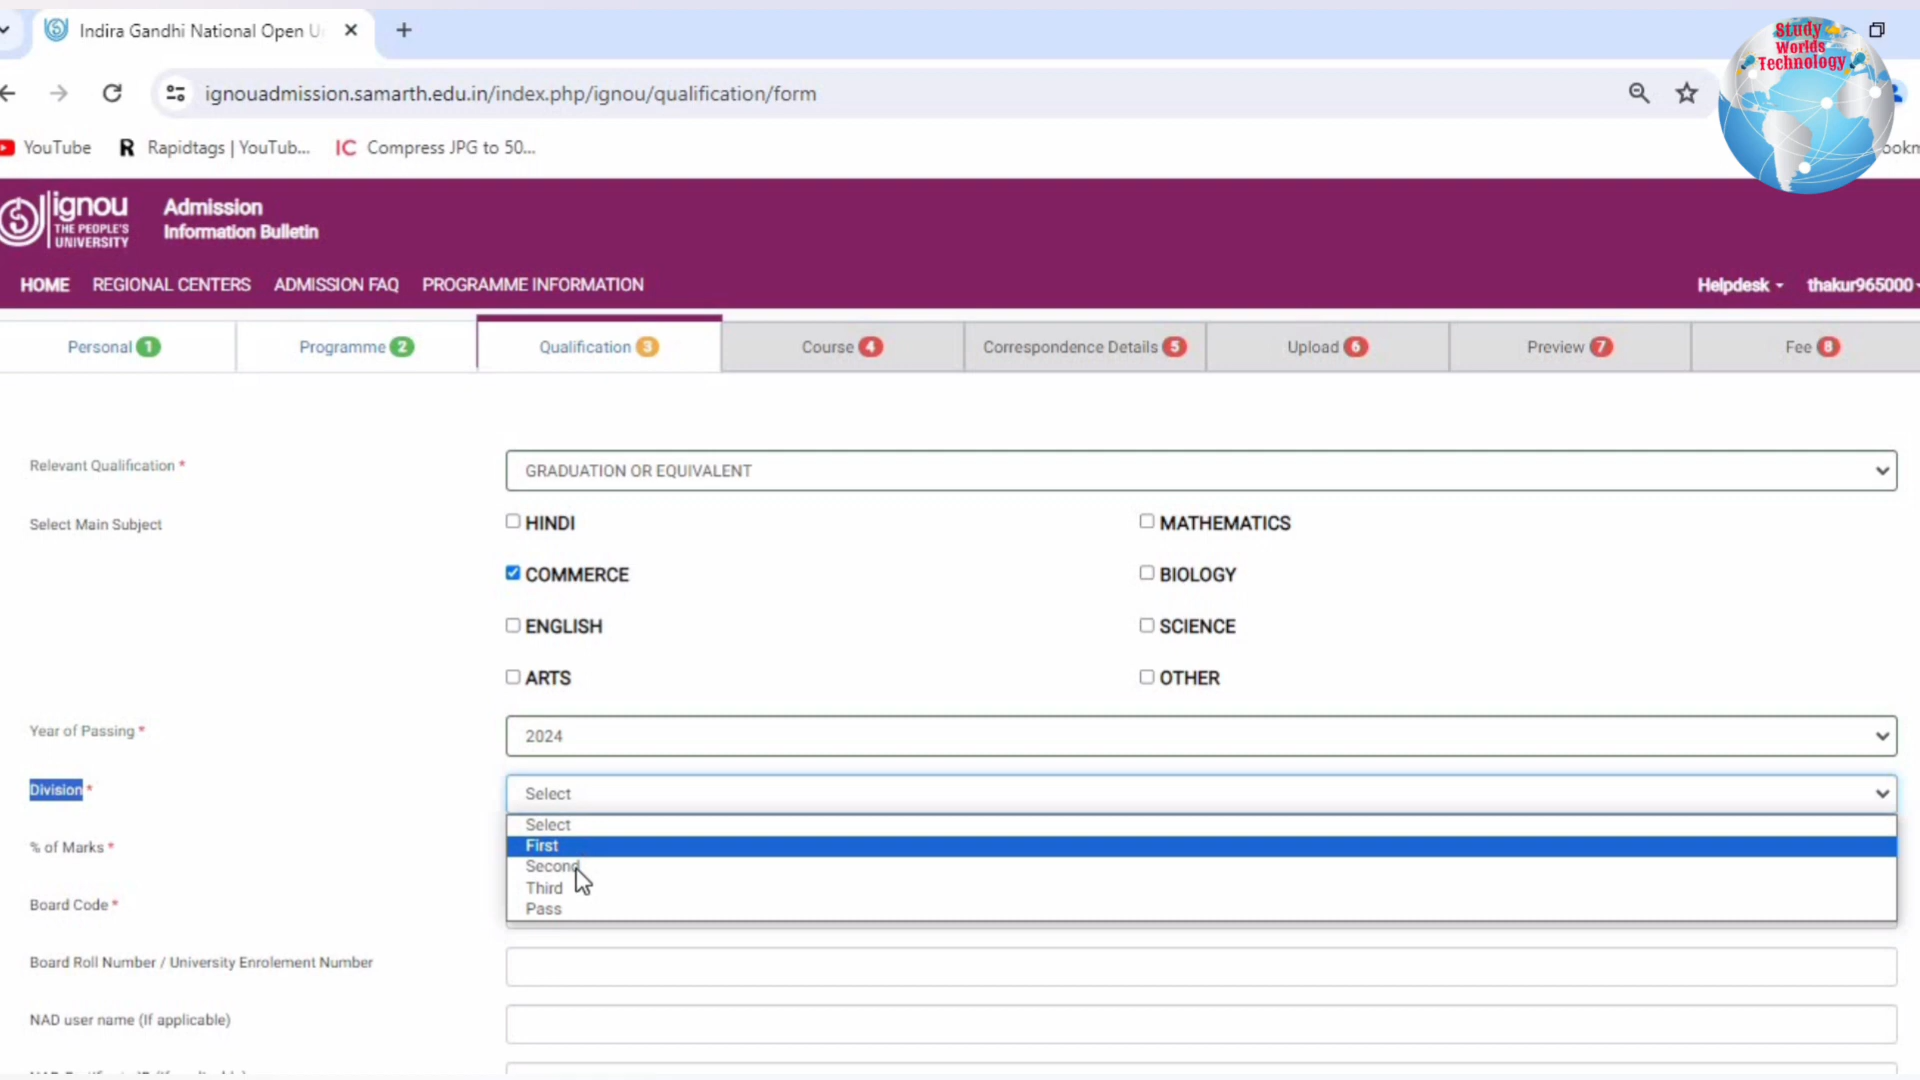 Indira Gandhi National Open U
ignouadmission.samarth.edu.in/index.php/ignou/qualification/form
Study
Worlds
Technology
YouTube
R Rapidtags | YouTub...
IC Compress JPG to 50...
ookm
ignou
THE PEOPLE'S
UNIVERSITY
Admission
Information Bulletin
HOME REGIONAL CENTERS ADMISSION FAQ PROGRAMME INFORMATION
Helpdesk thakur965000
Personal 1 Programme 2 Qualification 3 Course 4 Correspondence Details 5 Upload 6 Preview 7 Fee 8
Relevant Qualification *
GRADUATION OR EQUIVALENT
Select Main Subject
HINDI MATHEMATICS
COMMERCE BIOLOGY
ENGLISH SCIENCE
ARTS OTHER
Year of Passing *
2024
Division *
Select
Select
First
Second
Third
Pass
% of Marks *
Board Code *
Board Roll Number / University Enrolement Number
NAD user name (If applicable)